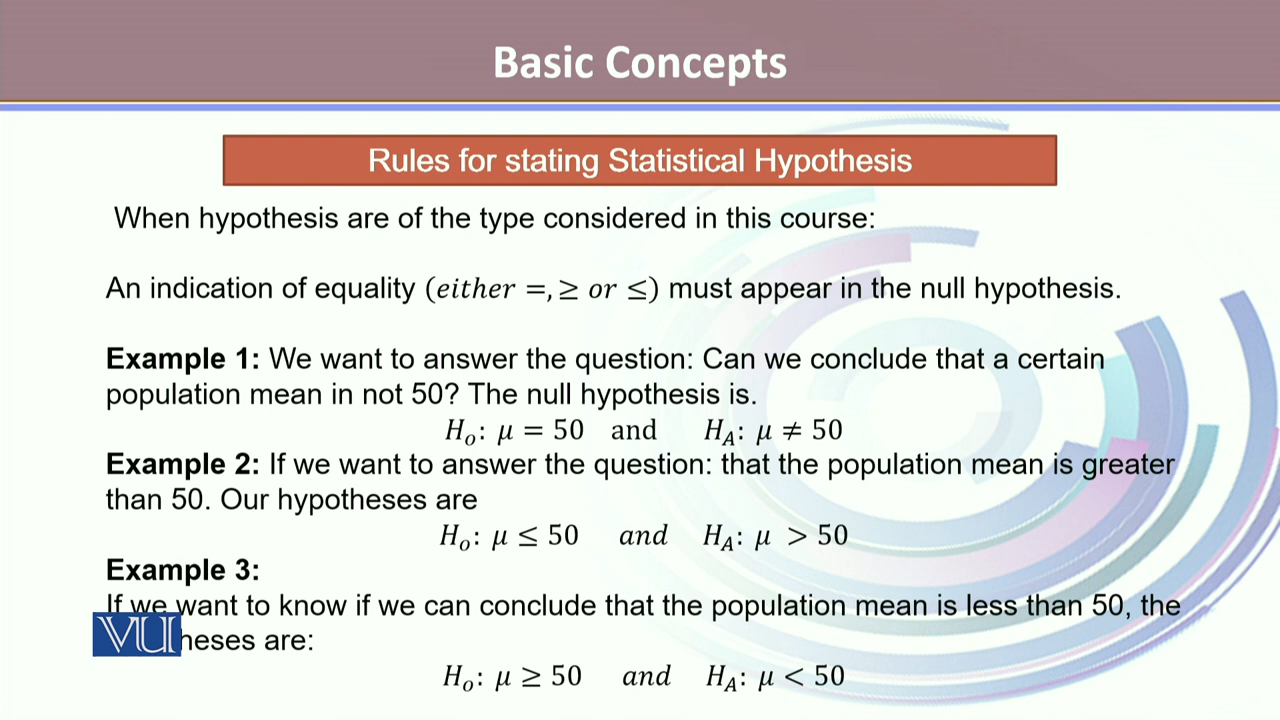 Basic Concepts
Rules for stating Statistical Hypothesis
When hypothesis are of the type considered in this course:
An indication of equality (either =, ≥ or ≤) must appear in the null hypothesis.
Example 1: We want to answer the question: Can we conclude that a certain
population mean in not 50? The null hypothesis is.
Hₒ: μ = 50 and H_A: μ ≠ 50
Example 2: If we want to answer the question: that the population mean is greater
than 50. Our hypotheses are
Hₒ: μ ≤ 50 and H_A: μ > 50
Example 3:
If we want to know if we can conclude that the population mean is less than 50, the
VU heses are:
Hₒ: μ ≥ 50 and H_A: μ < 50